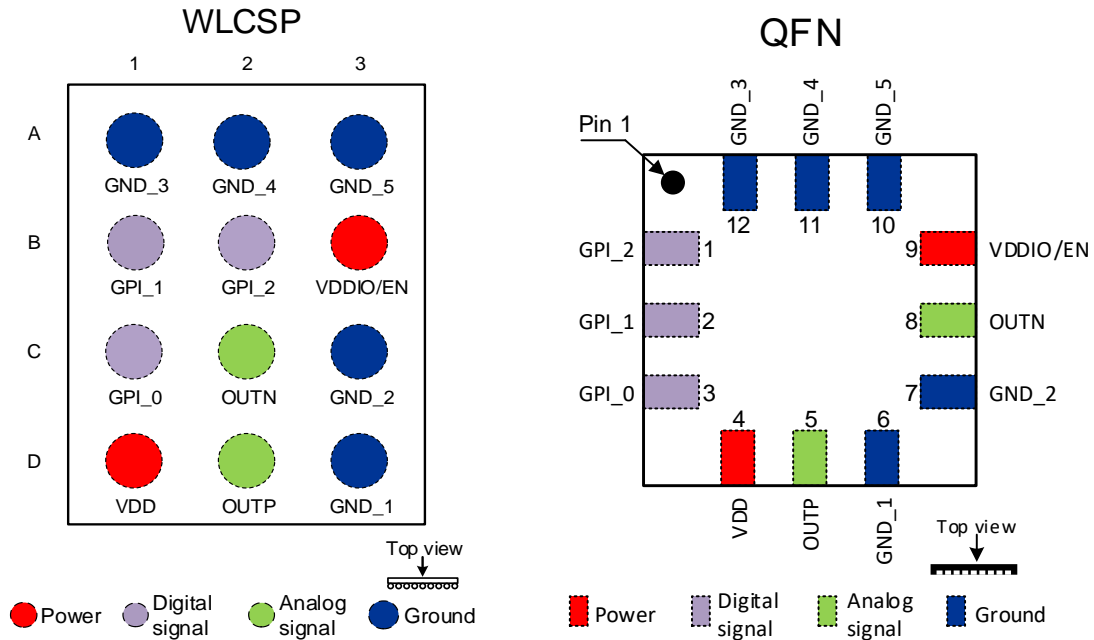 WLCSP
1 2 3
A
GND_3 GND_4 GND_5
B
GPI_1 GPI_2 VDDIO/EN
C
GPI_0 OUTN GND_2
D
VDD OUTP GND_1
Top view
Power
Digital
signal
Analog
signal
Ground
QFN
GND_3 GND_4 GND_5
Pin 1
12 11 10
GPI_2 1 9 VDDIO/EN
GPI_1 2 8 OUTN
GPI_0 3 7 GND_2
4 5 6
VDD OUTP GND_1
Top view
Power
Digital
signal
Analog
signal
Ground